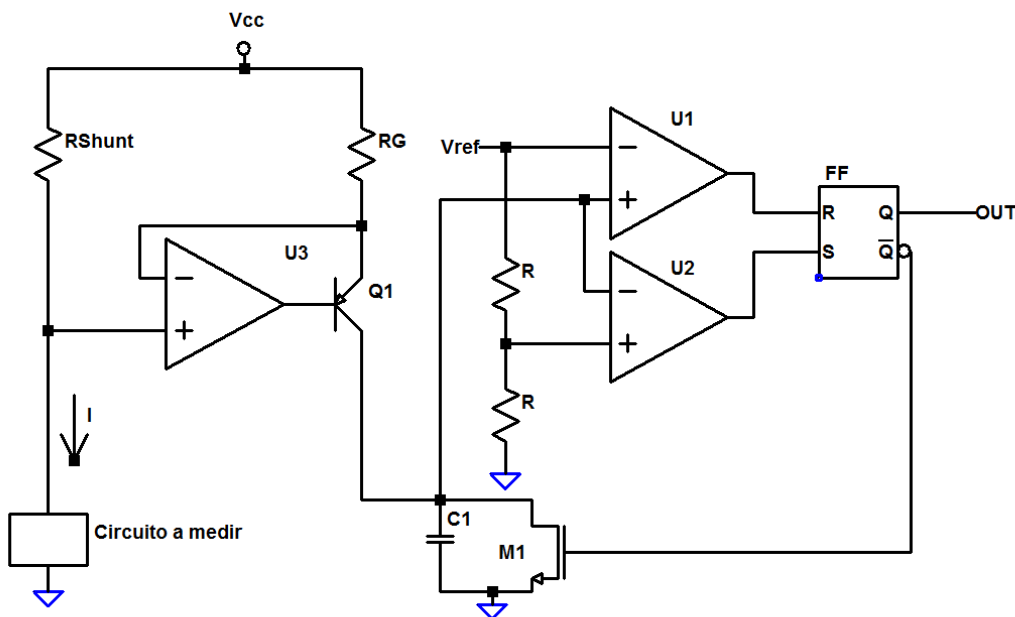 Vcc
RShunt
RG
U3
Q1
I
Circuito a medir
Vref
U1
U2
R
R
FF
R
Q
S
Q̅
OUT
C1
M1
−
+
−
+
−
+